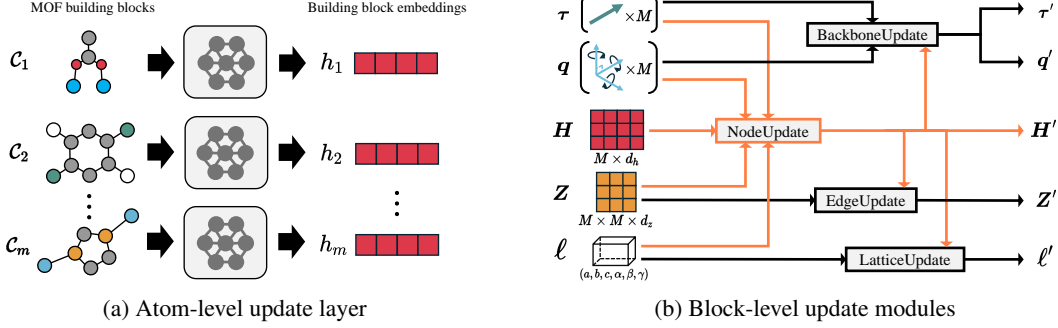 MOF building blocks
Building block embeddings
𝒞1
h1
𝒞2
h2
𝒞m
hm
(a) Atom-level update layer
τ
×M
BackboneUpdate
τ′
q
×M
q′
H
NodeUpdate
H′
M × dh
Z
EdgeUpdate
Z′
M × M × dz
ℓ
LatticeUpdate
ℓ′
(a, b, c, α, β, γ)
(b) Block-level update modules